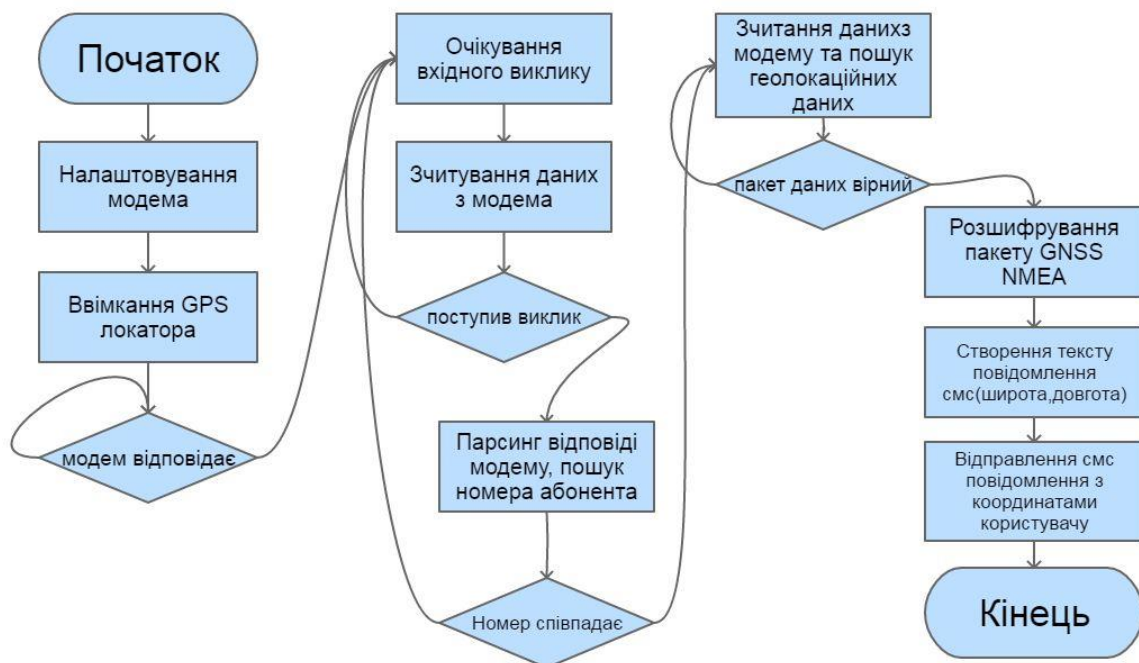 Початок
Налаштовування
модема
Ввімкання GPS
локатора
модем відповідає
Очікування
вхідного виклику
Зчитування даних
з модема
поступив виклик
Парсинг відповіді
модему, пошук
номера абонента
Номер співпадає
Зчитання данихз
модему та пошук
геолокаційних
даних
пакет даних вірний
Розшифрування
пакету GNSS
NMEA
Створення тексту
повідомлення
смс(широта,довгота)
Відправлення смс
повідомлення з
координатами
користувачу
Кінець